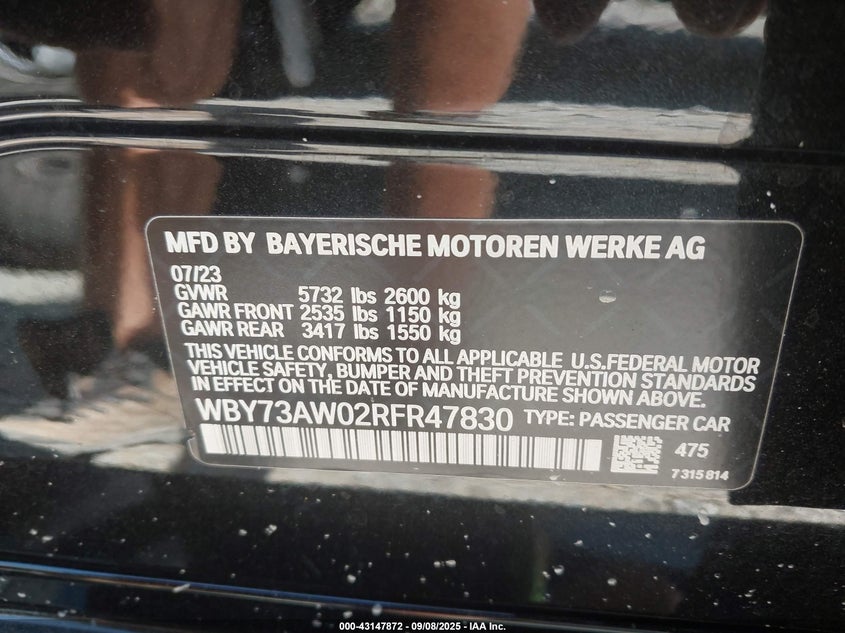 MFD BY BAYERISCHE MOTOREN WERKE AG
07/23
GVWR 5732 lbs 2600 kg
GAWR FRONT 2535 lbs 1150 kg
GAWR REAR 3417 lbs 1550 kg
THIS VEHICLE CONFORMS TO ALL APPLICABLE U.S.FEDERAL MOTOR
VEHICLE SAFETY, BUMPER AND THEFT PREVENTION STANDARDS
IN EFFECT ON THE DATE OF MANUFACTURE SHOWN ABOVE.
WBY73AW02RFR47830 TYPE: PASSENGER CAR
475
7315814
000-43147872 - 09/08/2025 - IAA Inc.